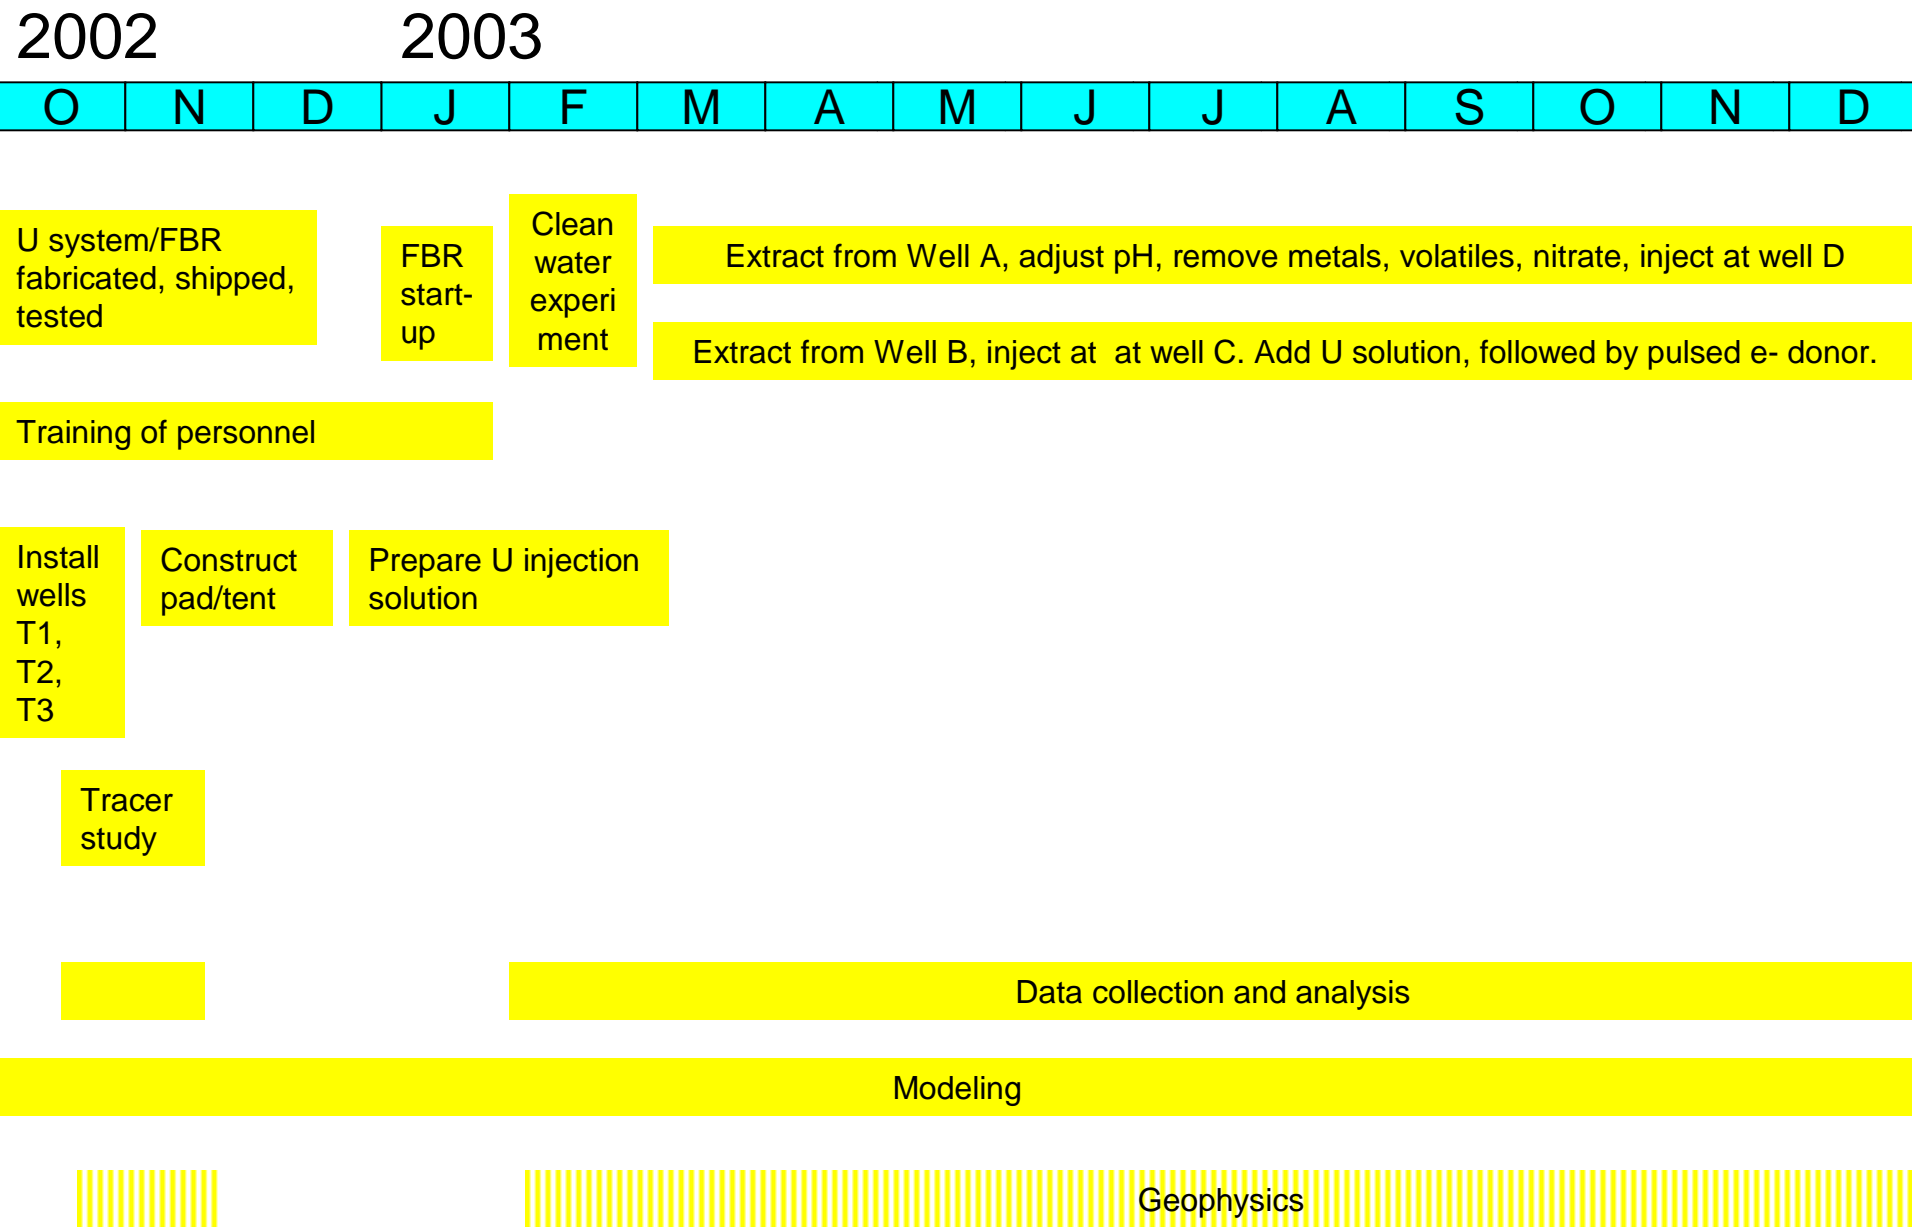 2002 2003
O N D J F M A M J J A S O N D
U system/FBR
fabricated, shipped,
tested
FBR
start-
up
Clean
water
experi
ment
Extract from Well A, adjust pH, remove metals, volatiles, nitrate, inject at well D
Extract from Well B, inject at  at well C. Add U solution, followed by pulsed e- donor.
Training of personnel
Install
wells
T1,
T2,
T3
Construct
pad/tent
Prepare U injection
solution
Tracer
study
Data collection and analysis
Modeling
Geophysics